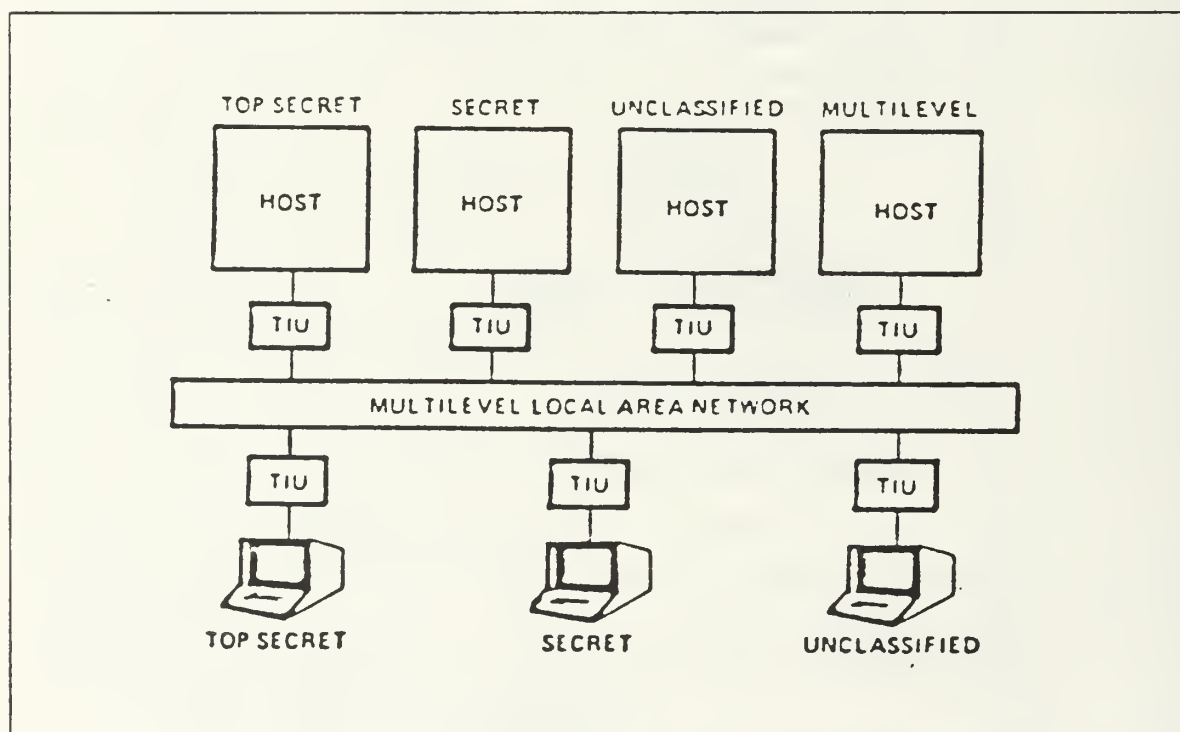 TOP SECRET SECRET UNCLASSIFIED MULTILEVEL
HOST HOST HOST HOST
TIU TIU TIU TIU
MULTILEVEL LOCAL AREA NETWORK
TIU TIU TIU
TOP SECRET SECRET UNCLASSIFIED